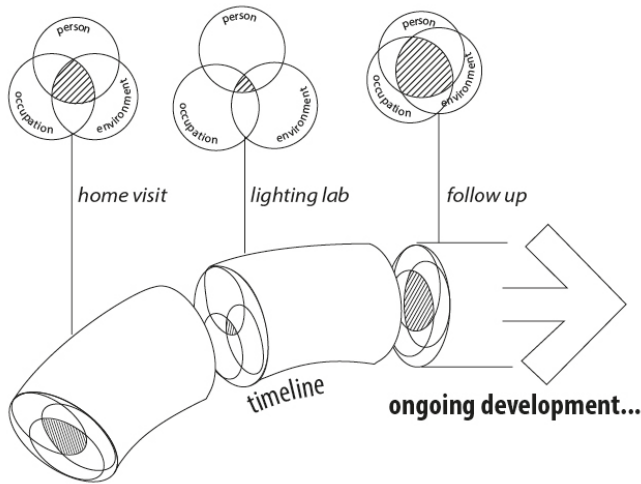 person
occupation
environment
person
occupation
environment
person
occupation
environment
home visit
lighting lab
follow up
timeline
ongoing development...